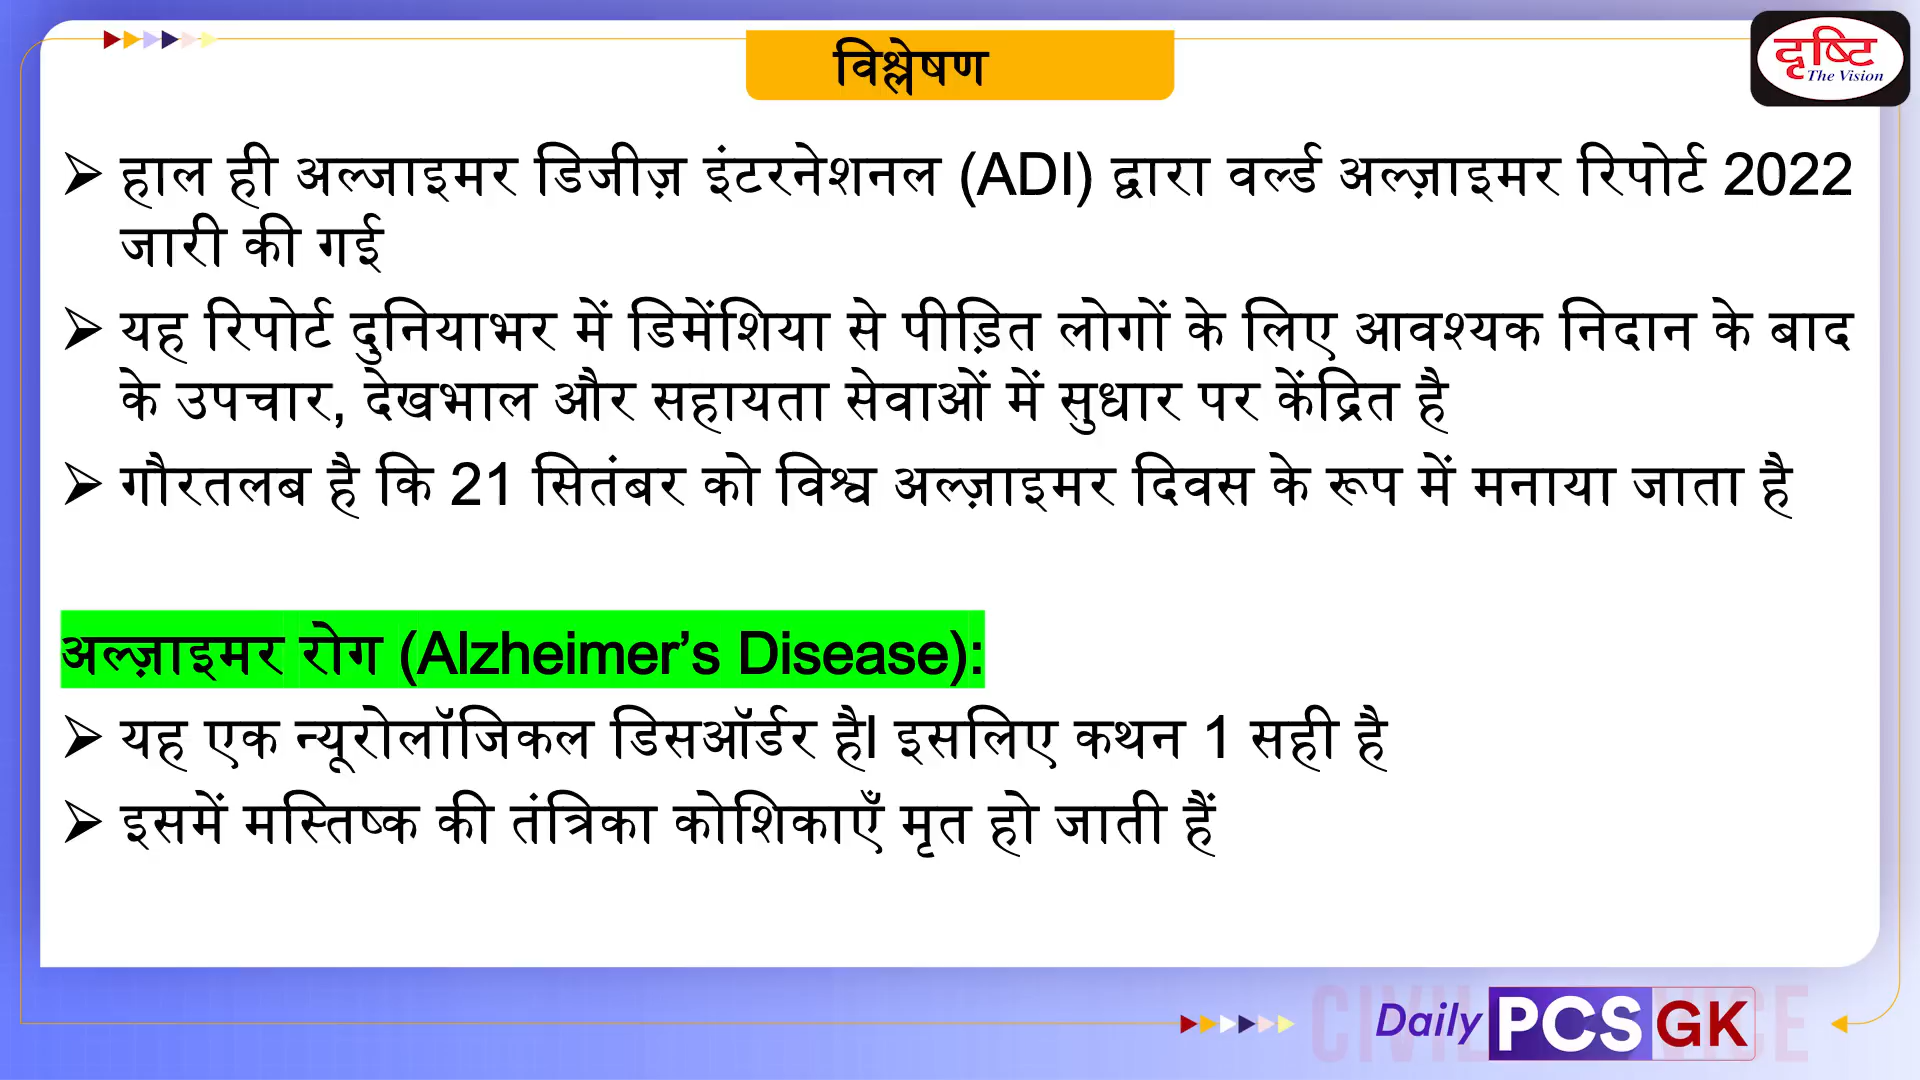 विश्लेषण
दृष्टि
The Vision
➢ हाल ही अल्जाइमर डिजीज़ इंटरनेशनल (ADI) द्वारा वर्ल्ड अल्ज़ाइमर रिपोर्ट 2022
जारी की गई
➢ यह रिपोर्ट दुनियाभर में डिमेंशिया से पीड़ित लोगों के लिए आवश्यक निदान के बाद
के उपचार, देखभाल और सहायता सेवाओं में सुधार पर केंद्रित है
➢ गौरतलब है कि 21 सितंबर को विश्व अल्ज़ाइमर दिवस के रूप में मनाया जाता है
अल्ज़ाइमर रोग (Alzheimer’s Disease):
➢ यह एक न्यूरोलॉजिकल डिसऑर्डर हैl इसलिए कथन 1 सही है
➢ इसमें मस्तिष्क की तंत्रिका कोशिकाएँ मृत हो जाती हैं
Daily PCS GK